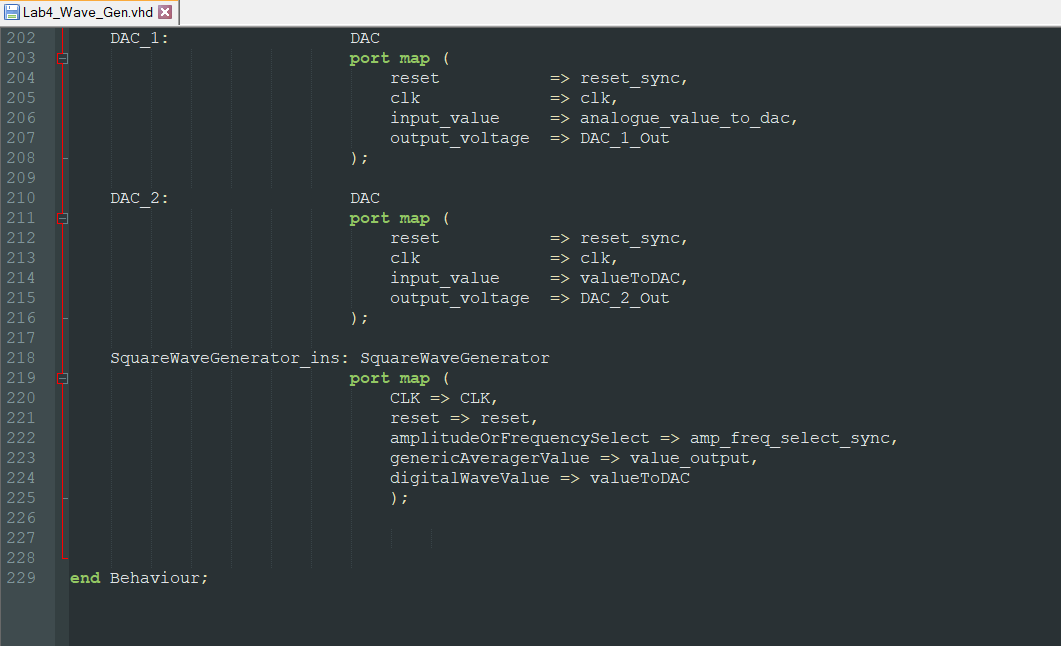 Lab4_Wave_Gen.vhd
202 DAC_1: DAC
203 port map (
204 reset => reset_sync,
205 clk => clk,
206 input_value => analogue_value_to_dac,
207 output_voltage => DAC_1_Out
208 );
209
210 DAC_2: DAC
211 port map (
212 reset => reset_sync,
213 clk => clk,
214 input_value => valueToDAC,
215 output_voltage => DAC_2_Out
216 );
217
218 SquareWaveGenerator_ins: SquareWaveGenerator
219 port map (
220 CLK => CLK,
221 reset => reset,
222 amplitudeOrFrequencySelect => amp_freq_select_sync,
223 genericAveragerValue => value_output,
224 digitalWaveValue => valueToDAC
225 );
226
227
228
229 end Behaviour;